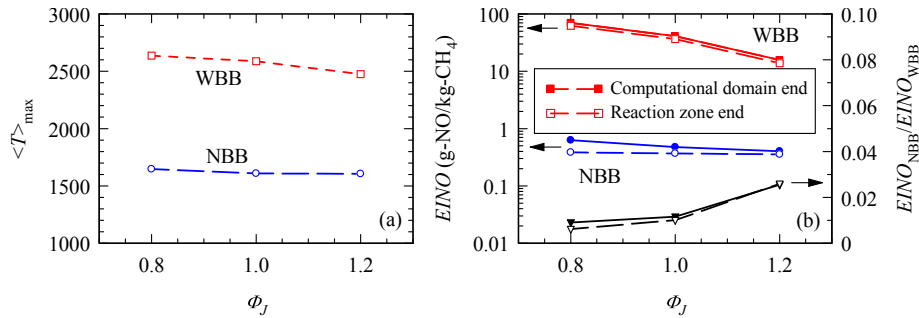 3000
2500
2000
1500
1000
<T>max
WBB
NBB
(a)
0.8
1.0
1.2
ΦJ
100
10
1
0.1
0.01
EINO (g-NO/kg-CH4)
WBB
Computational domain end
Reaction zone end
NBB
(b)
0.8
1.0
1.2
ΦJ
0.10
0.08
0.06
0.04
0.02
0
EINONBB/EINOWBB